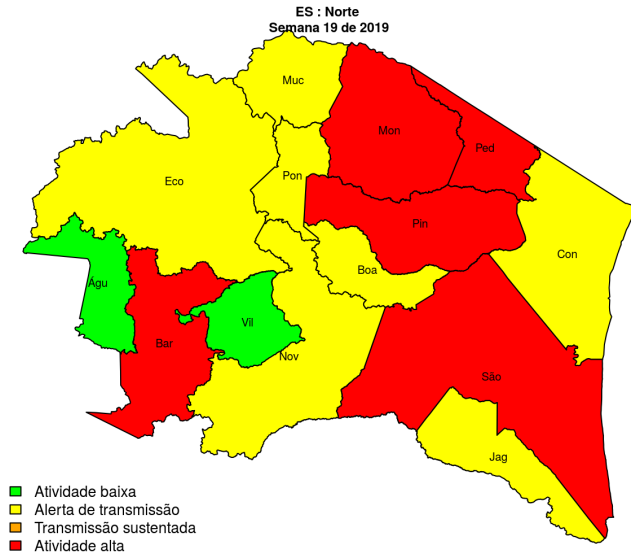 ES : Norte
Semana 19 de 2019
Muc
Mon
Ped
Eco
Pon
Pin
Con
Boa
Águ
Vil
Bar
Nov
São
Jag
Atividade baixa
Alerta de transmissão
Transmissão sustentada
Atividade alta